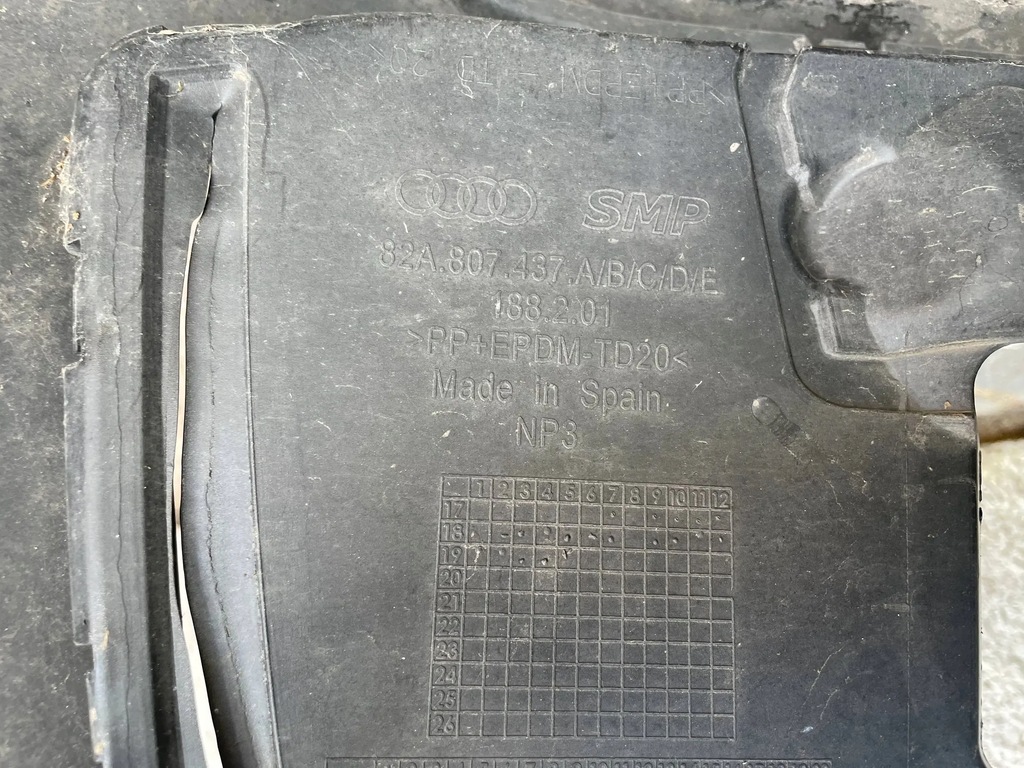 SMP
82A.807.437.A/B/C/D/E
188.2.01
>PP+EPDM-TD20<
Made in Spain.
NP3
1 2 3 4 5 6 7 8 9 10 11 12
17
18
19
20
21
22
23
24
25
26